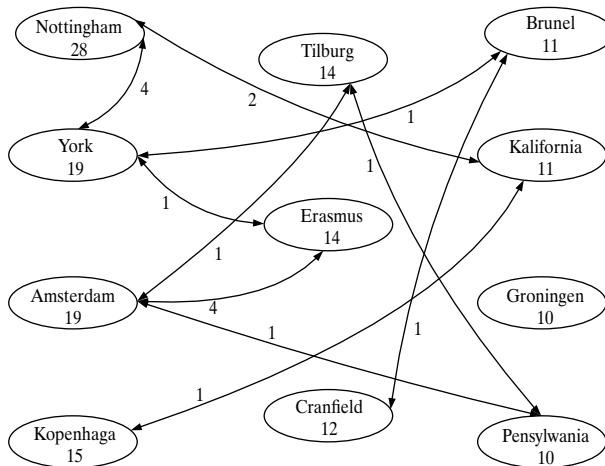 Nottingham
28
Tilburg
14
Brunel
11
4
2
1
York
19
1
Kalifornia
11
1
Erasmus
14
1
Amsterdam
19
4
Groningen
10
1
1
1
Kopenhaga
15
Cranfield
12
Pensylwania
10